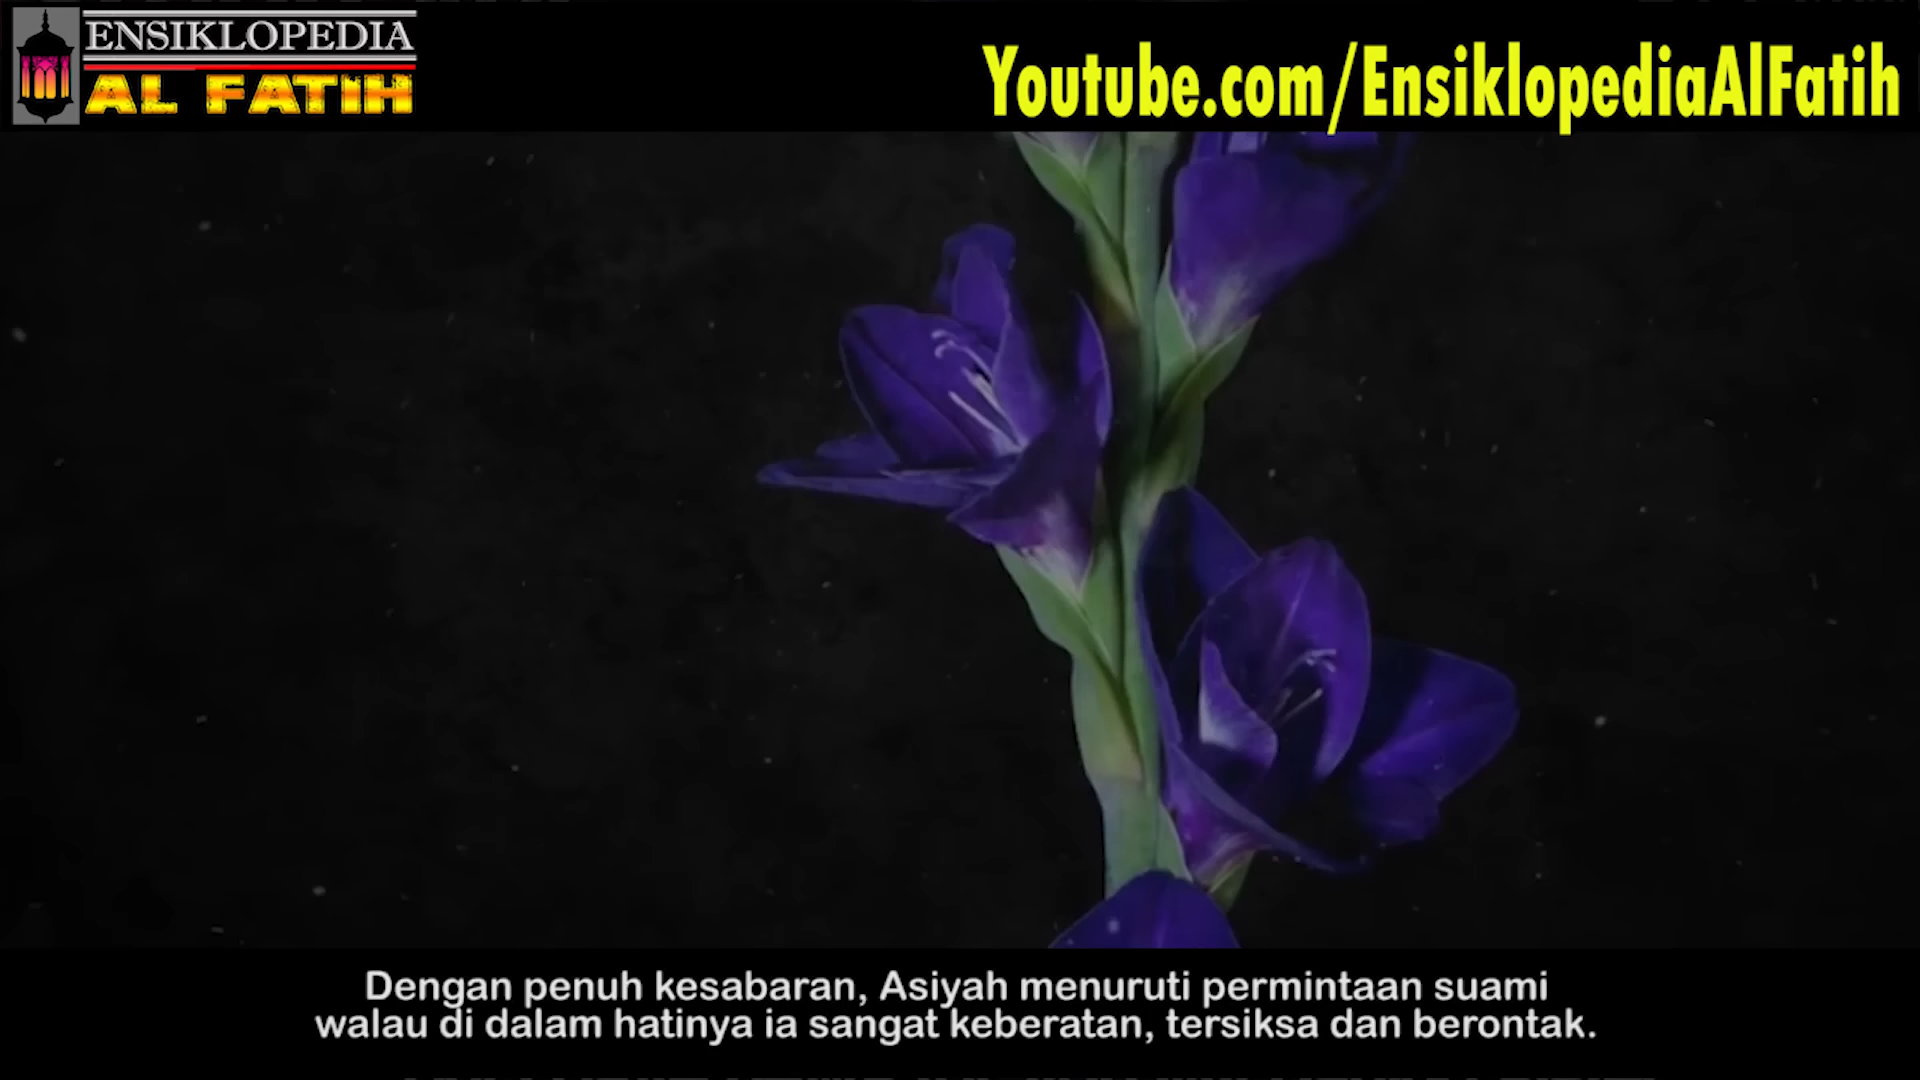 ENSIKLOPEDIA
AL FATIH
Youtube.com/EnsiklopediaAlFatih
Dengan penuh kesabaran, Asiyah menuruti permintaan suami
walau di dalam hatinya ia sangat keberatan, tersiksa dan berontak.